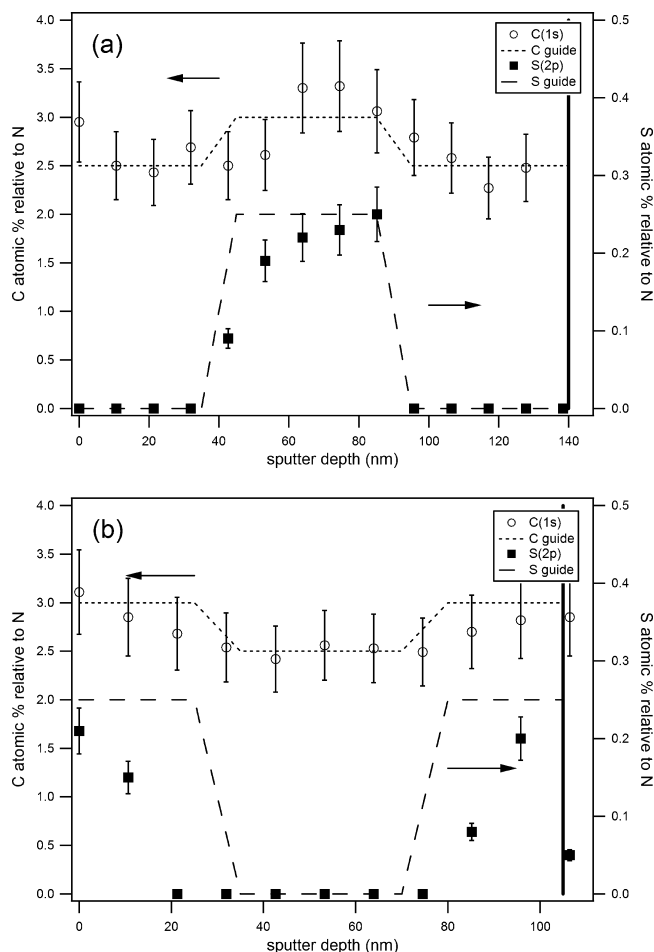 (a)
C(1s)
C guide
S(2p)
S guide
4.0
3.5
3.0
2.5
2.0
1.5
1.0
0.5
0.0
C atomic % relative to N
0.5
0.4
0.3
0.2
0.1
0.0
S atomic % relative to N
0 20 40 60 80 100 120 140
sputter depth (nm)
(b)
C(1s)
C guide
S(2p)
S guide
4.0
3.5
3.0
2.5
2.0
1.5
1.0
0.5
0.0
C atomic % relative to N
0.5
0.4
0.3
0.2
0.1
0.0
S atomic % relative to N
0 20 40 60 80 100
sputter depth (nm)